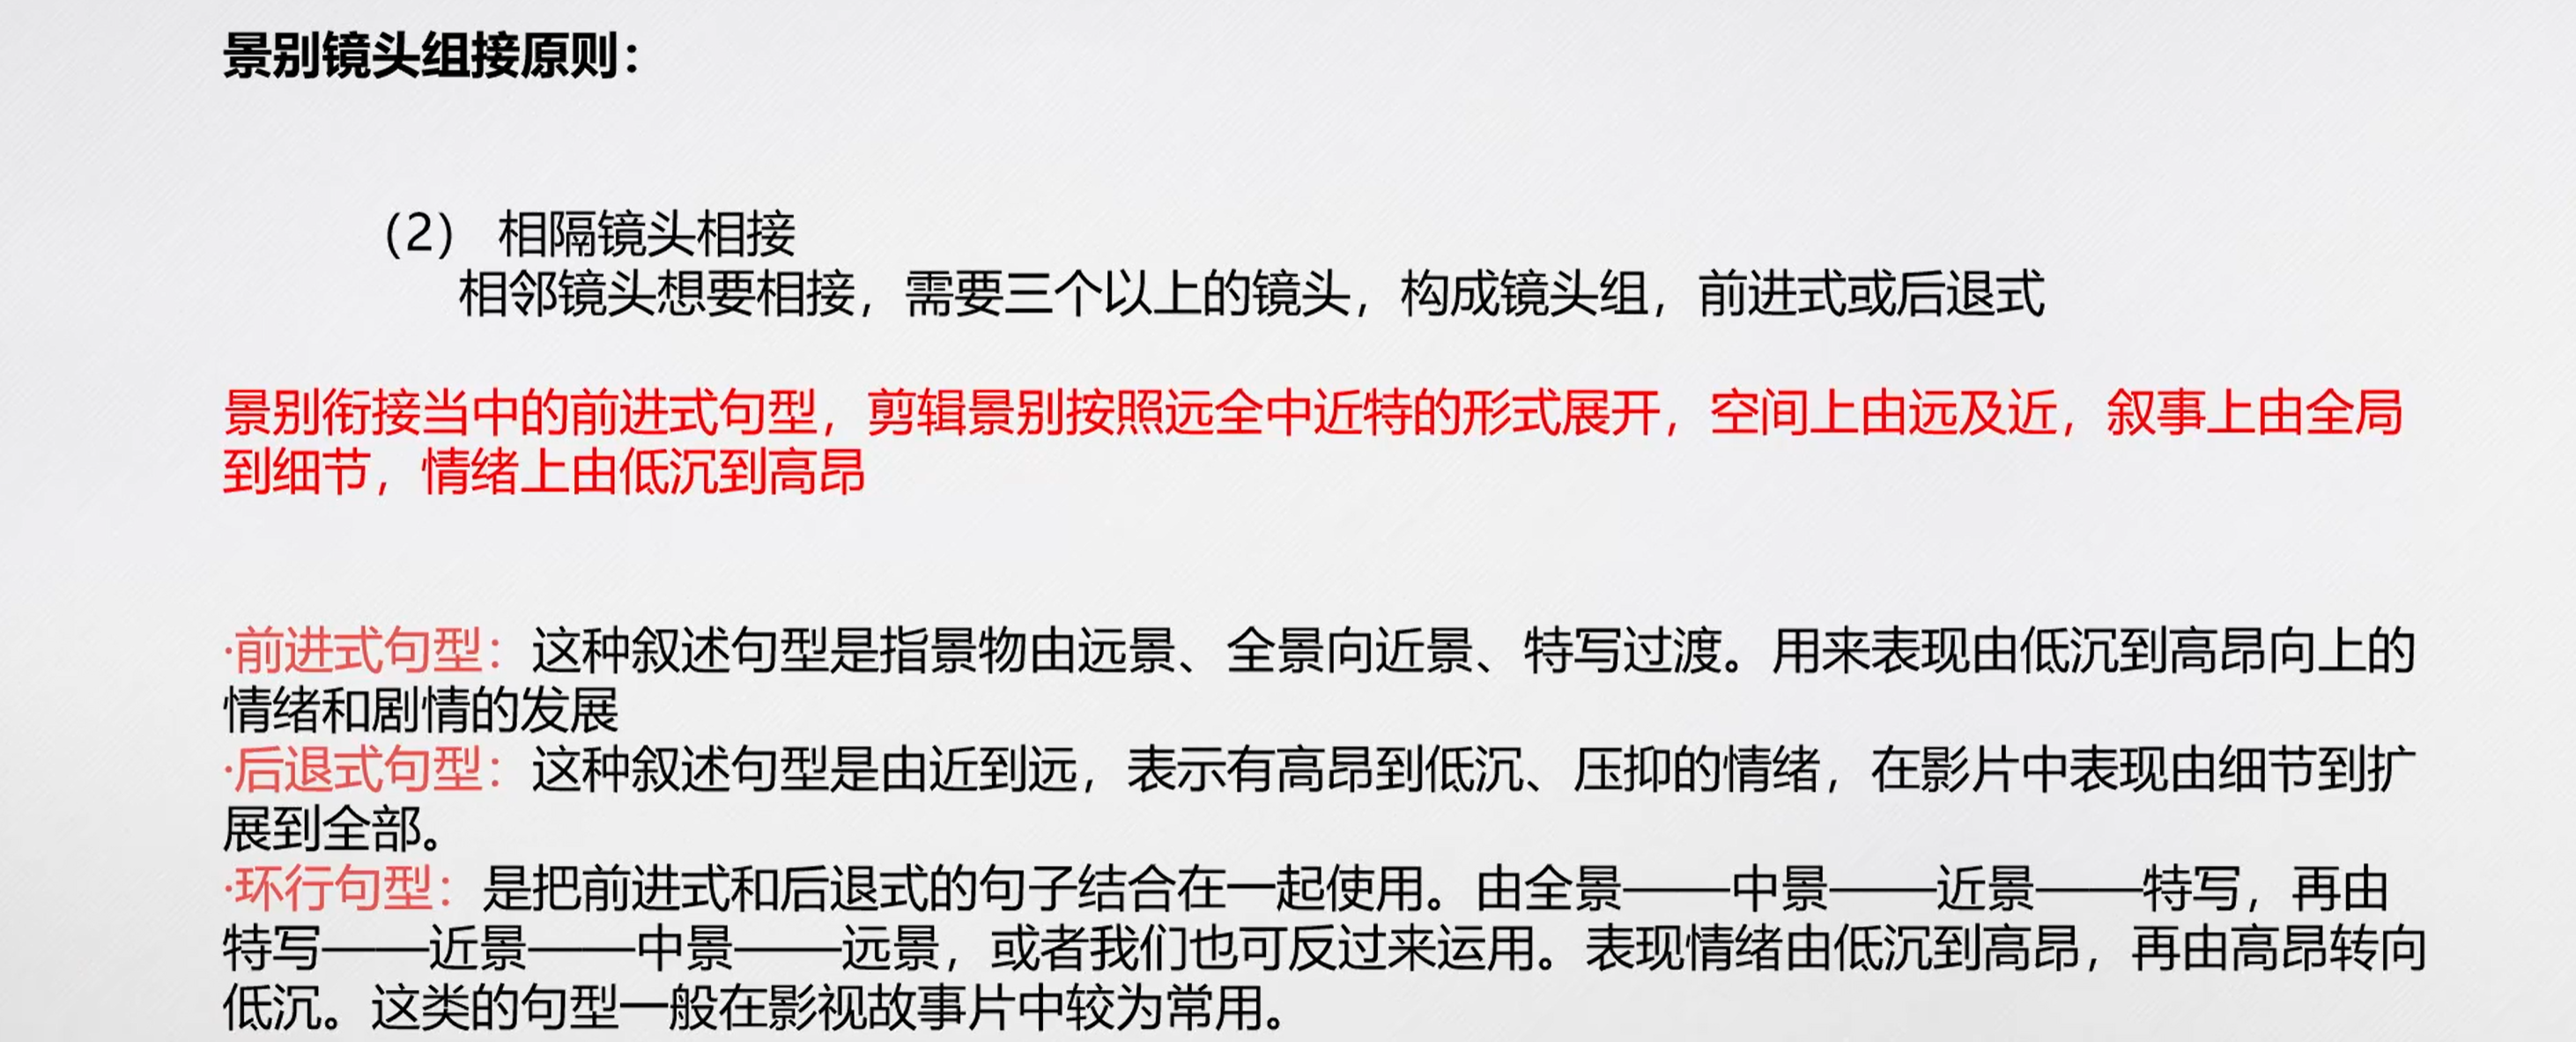 景别镜头组接原则：
（2） 相隔镜头相接
相邻镜头想要相接，需要三个以上的镜头，构成镜头组，前进式或后退式
景别衔接当中的前进式句型，剪辑景别按照远全中近特的形式展开，空间上由远及近，叙事上由全局
到细节，情绪上由低沉到高昂
·前进式句型：这种叙述句型是指景物由远景、全景向近景、特写过渡。用来表现由低沉到高昂向上的
情绪和剧情的发展
·后退式句型：这种叙述句型是由近到远，表示有高昂到低沉、压抑的情绪，在影片中表现由细节到扩
展到全部。
·环行句型：是把前进式和后退式的句子结合在一起使用。由全景——中景——近景——特写，再由
特写——近景——中景——远景，或者我们也可反过来运用。表现情绪由低沉到高昂，再由高昂转向
低沉。这类的句型一般在影视故事片中较为常用。